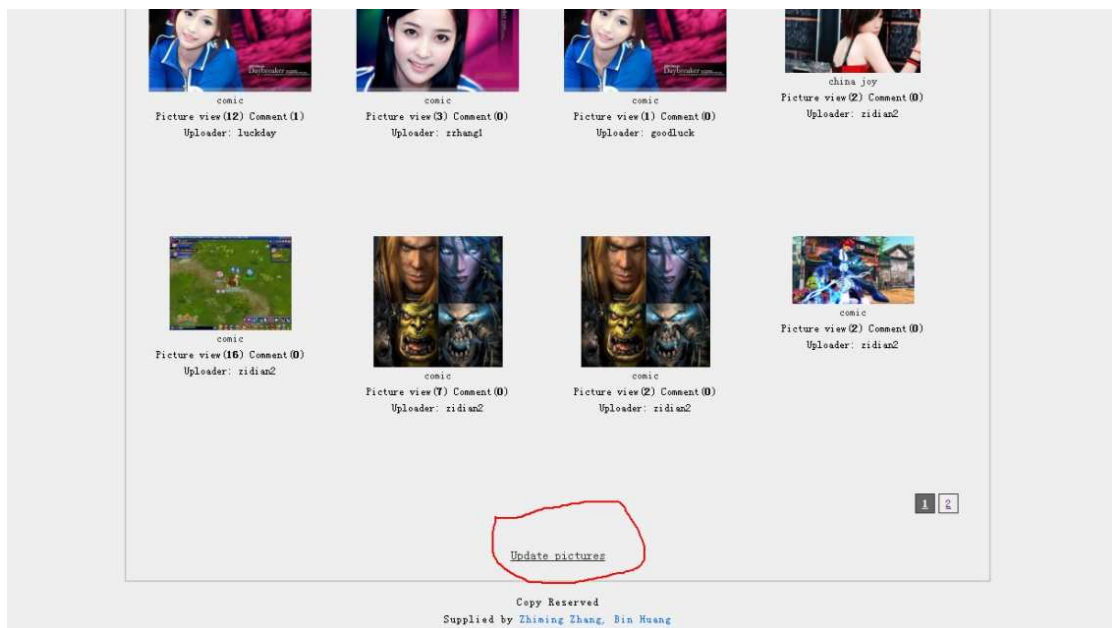 Daybreaker
Daybreaker
comic
comic
comic
china joy
Picture view(12) Comment(1)
Picture view(3) Comment(0)
Picture view(1) Comment(0)
Picture view(2) Comment(0)
Uploader: luckday
Uploader: zzhang1
Uploader: goodluck
Uploader: zidian2
comic
Picture view(16) Comment(0)
Uploader: zidian2
comic
Picture view(7) Comment(0)
Uploader: zidian2
comic
Picture view(2) Comment(0)
Uploader: zidian2
comic
Picture view(2) Comment(0)
Uploader: zidian2
1 2
Update pictures
Copy Reserved
Supplied by Zhiming Zhang, Bin Huang